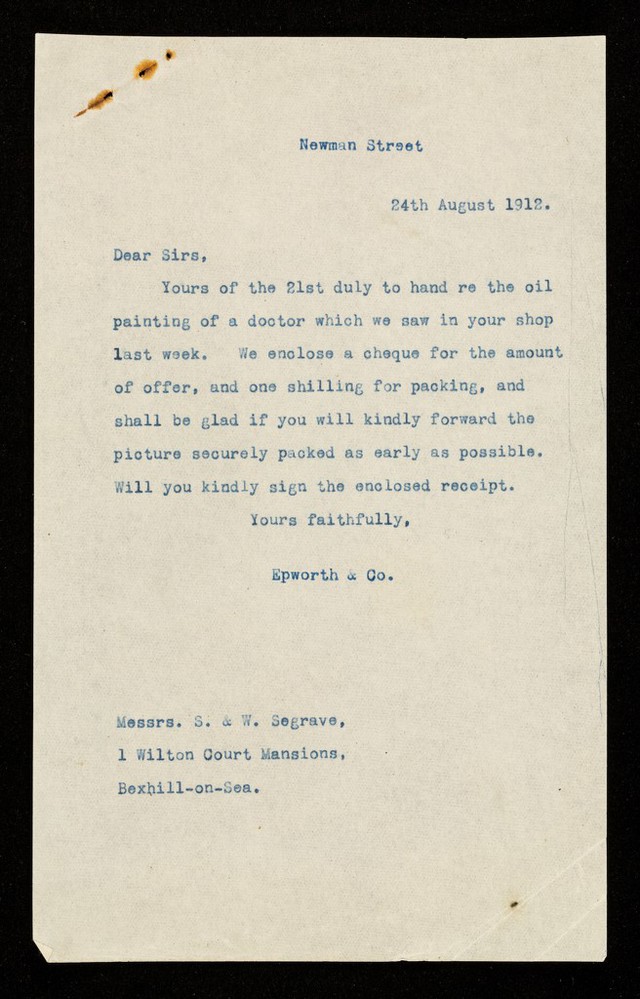 Newman Street
24th August 1912.
Dear Sirs,
Yours of the 21st duly to hand re the oil
painting of a doctor which we saw in your shop
last week. We enclose a cheque for the amount
of offer, and one shilling for packing, and
shall be glad if you will kindly forward the
picture securely packed as early as possible.
Will you kindly sign the enclosed receipt.
Yours faithfully,
Epworth & Co.
Messrs. S. & W. Segrave,
1 Wilton Court Mansions,
Bexhill-on-Sea.